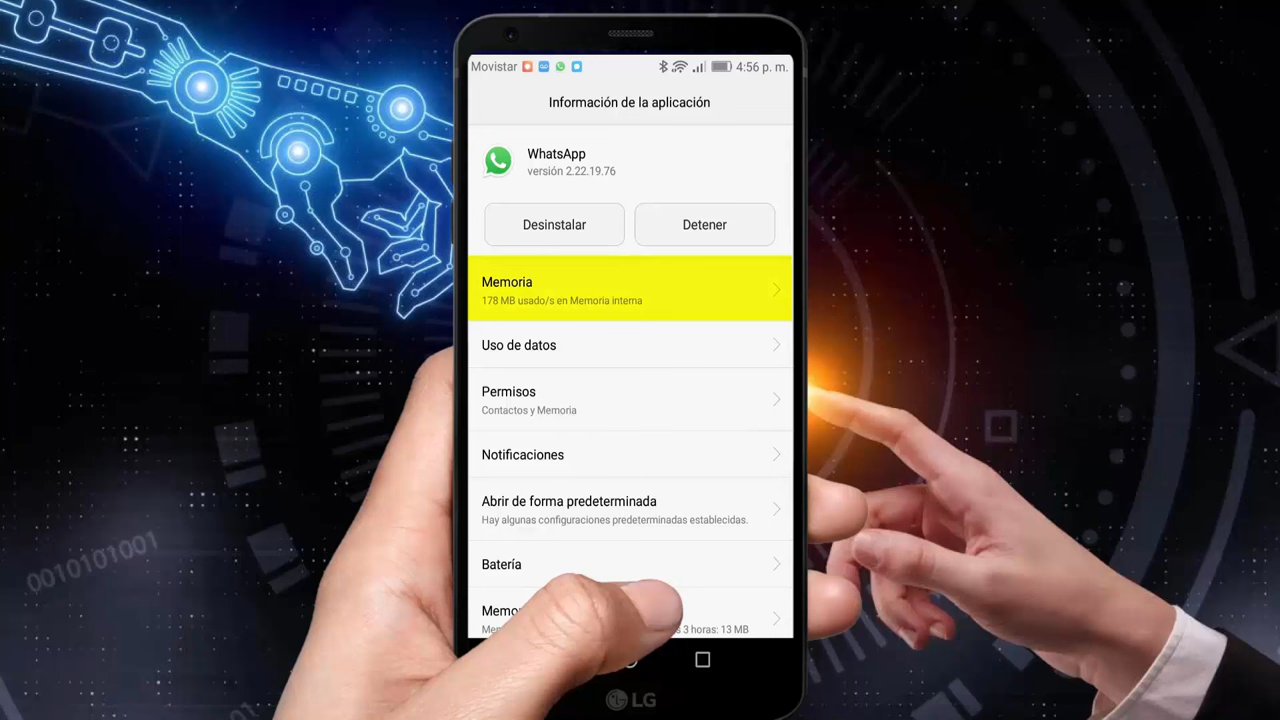 Movistar 4:56 p. m.
Información de la aplicación
WhatsApp
versión 2.22.19.76
Desinstalar Detener
Memoria
178 MB usado/s en Memoria interna
Uso de datos
Permisos
Contactos y Memoria
Notificaciones
Abrir de forma predeterminada
Hay algunas configuraciones predeterminadas establecidas.
Batería
3 horas: 13 MB
LG
0010101001